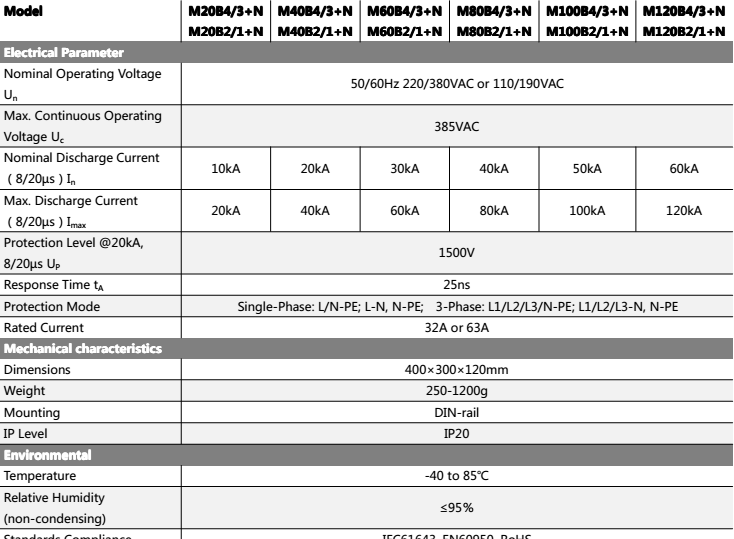 Model M20B4/3+N M40B4/3+N M60B4/3+N M80B4/3+N M100B4/3+N M120B4/3+N
M20B2/1+N M40B2/1+N M60B2/1+N M80B2/1+N M100B2/1+N M120B2/1+N
Electrical Parameter
Nominal Operating Voltage
Uₙ
50/60Hz 220/380VAC or 110/190VAC
Max. Continuous Operating
Voltage U꜀
385VAC
Nominal Discharge Current
（8/20μs）Iₙ
10kA 20kA 30kA 40kA 50kA 60kA
Max. Discharge Current
（8/20μs）Iₘₐₓ
20kA 40kA 60kA 80kA 100kA 120kA
Protection Level @20kA,
8/20μs Uₚ
1500V
Response Time tA 25ns
Protection Mode Single-Phase: L/N-PE; L-N, N-PE; 3-Phase: L1/L2/L3/N-PE; L1/L2/L3-N, N-PE
Rated Current 32A or 63A
Mechanical characteristics
Dimensions 400×300×120mm
Weight 250-1200g
Mounting DIN-rail
IP Level IP20
Environmental
Temperature -40 to 85℃
Relative Humidity
(non-condensing)
≤95%
Standards Compliance IEC61643, EN60950, RoHS